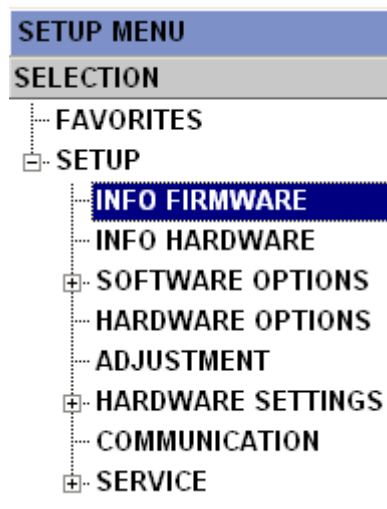 SETUP MENU
SELECTION
FAVORITES
SETUP
INFO FIRMWARE
INFO HARDWARE
SOFTWARE OPTIONS
HARDWARE OPTIONS
ADJUSTMENT
HARDWARE SETTINGS
COMMUNICATION
SERVICE